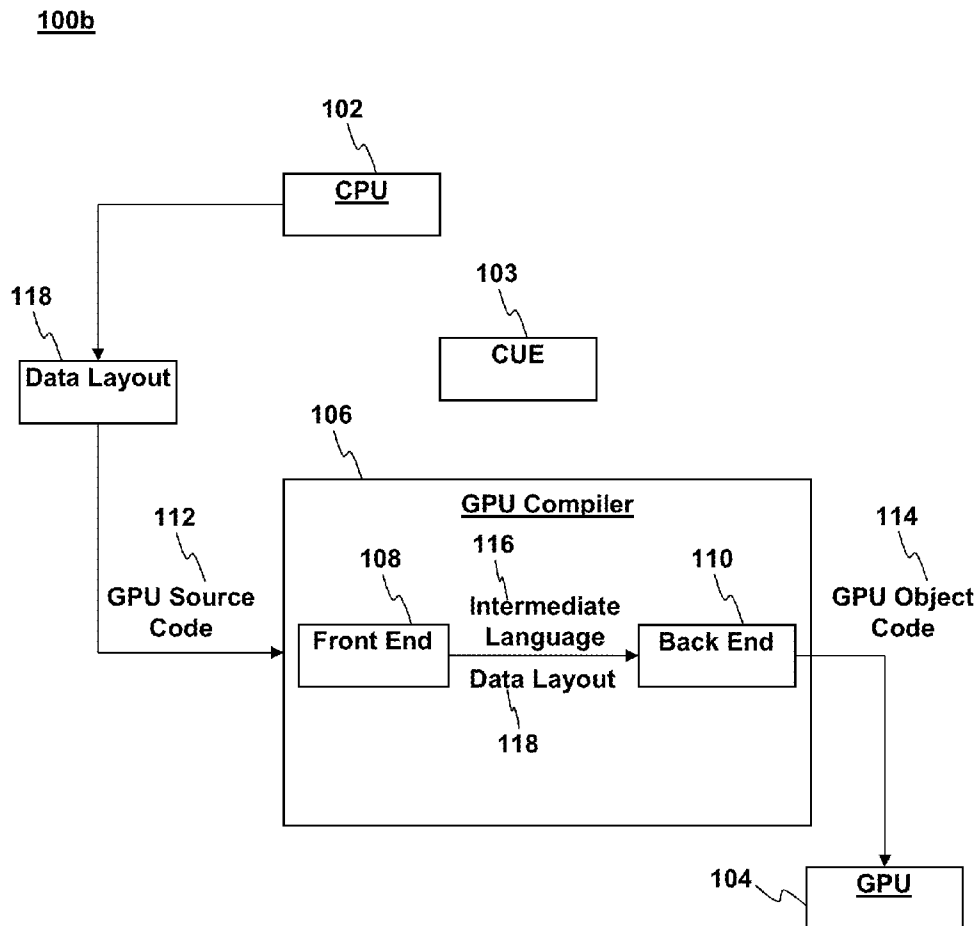 100b
102
CPU
103
118
CUE
Data Layout
106
GPU Compiler
112
114
116
108
110
GPU Source
Code
Intermediate
Language
GPU Object
Code
Front End
Back End
Data Layout
118
104
GPU